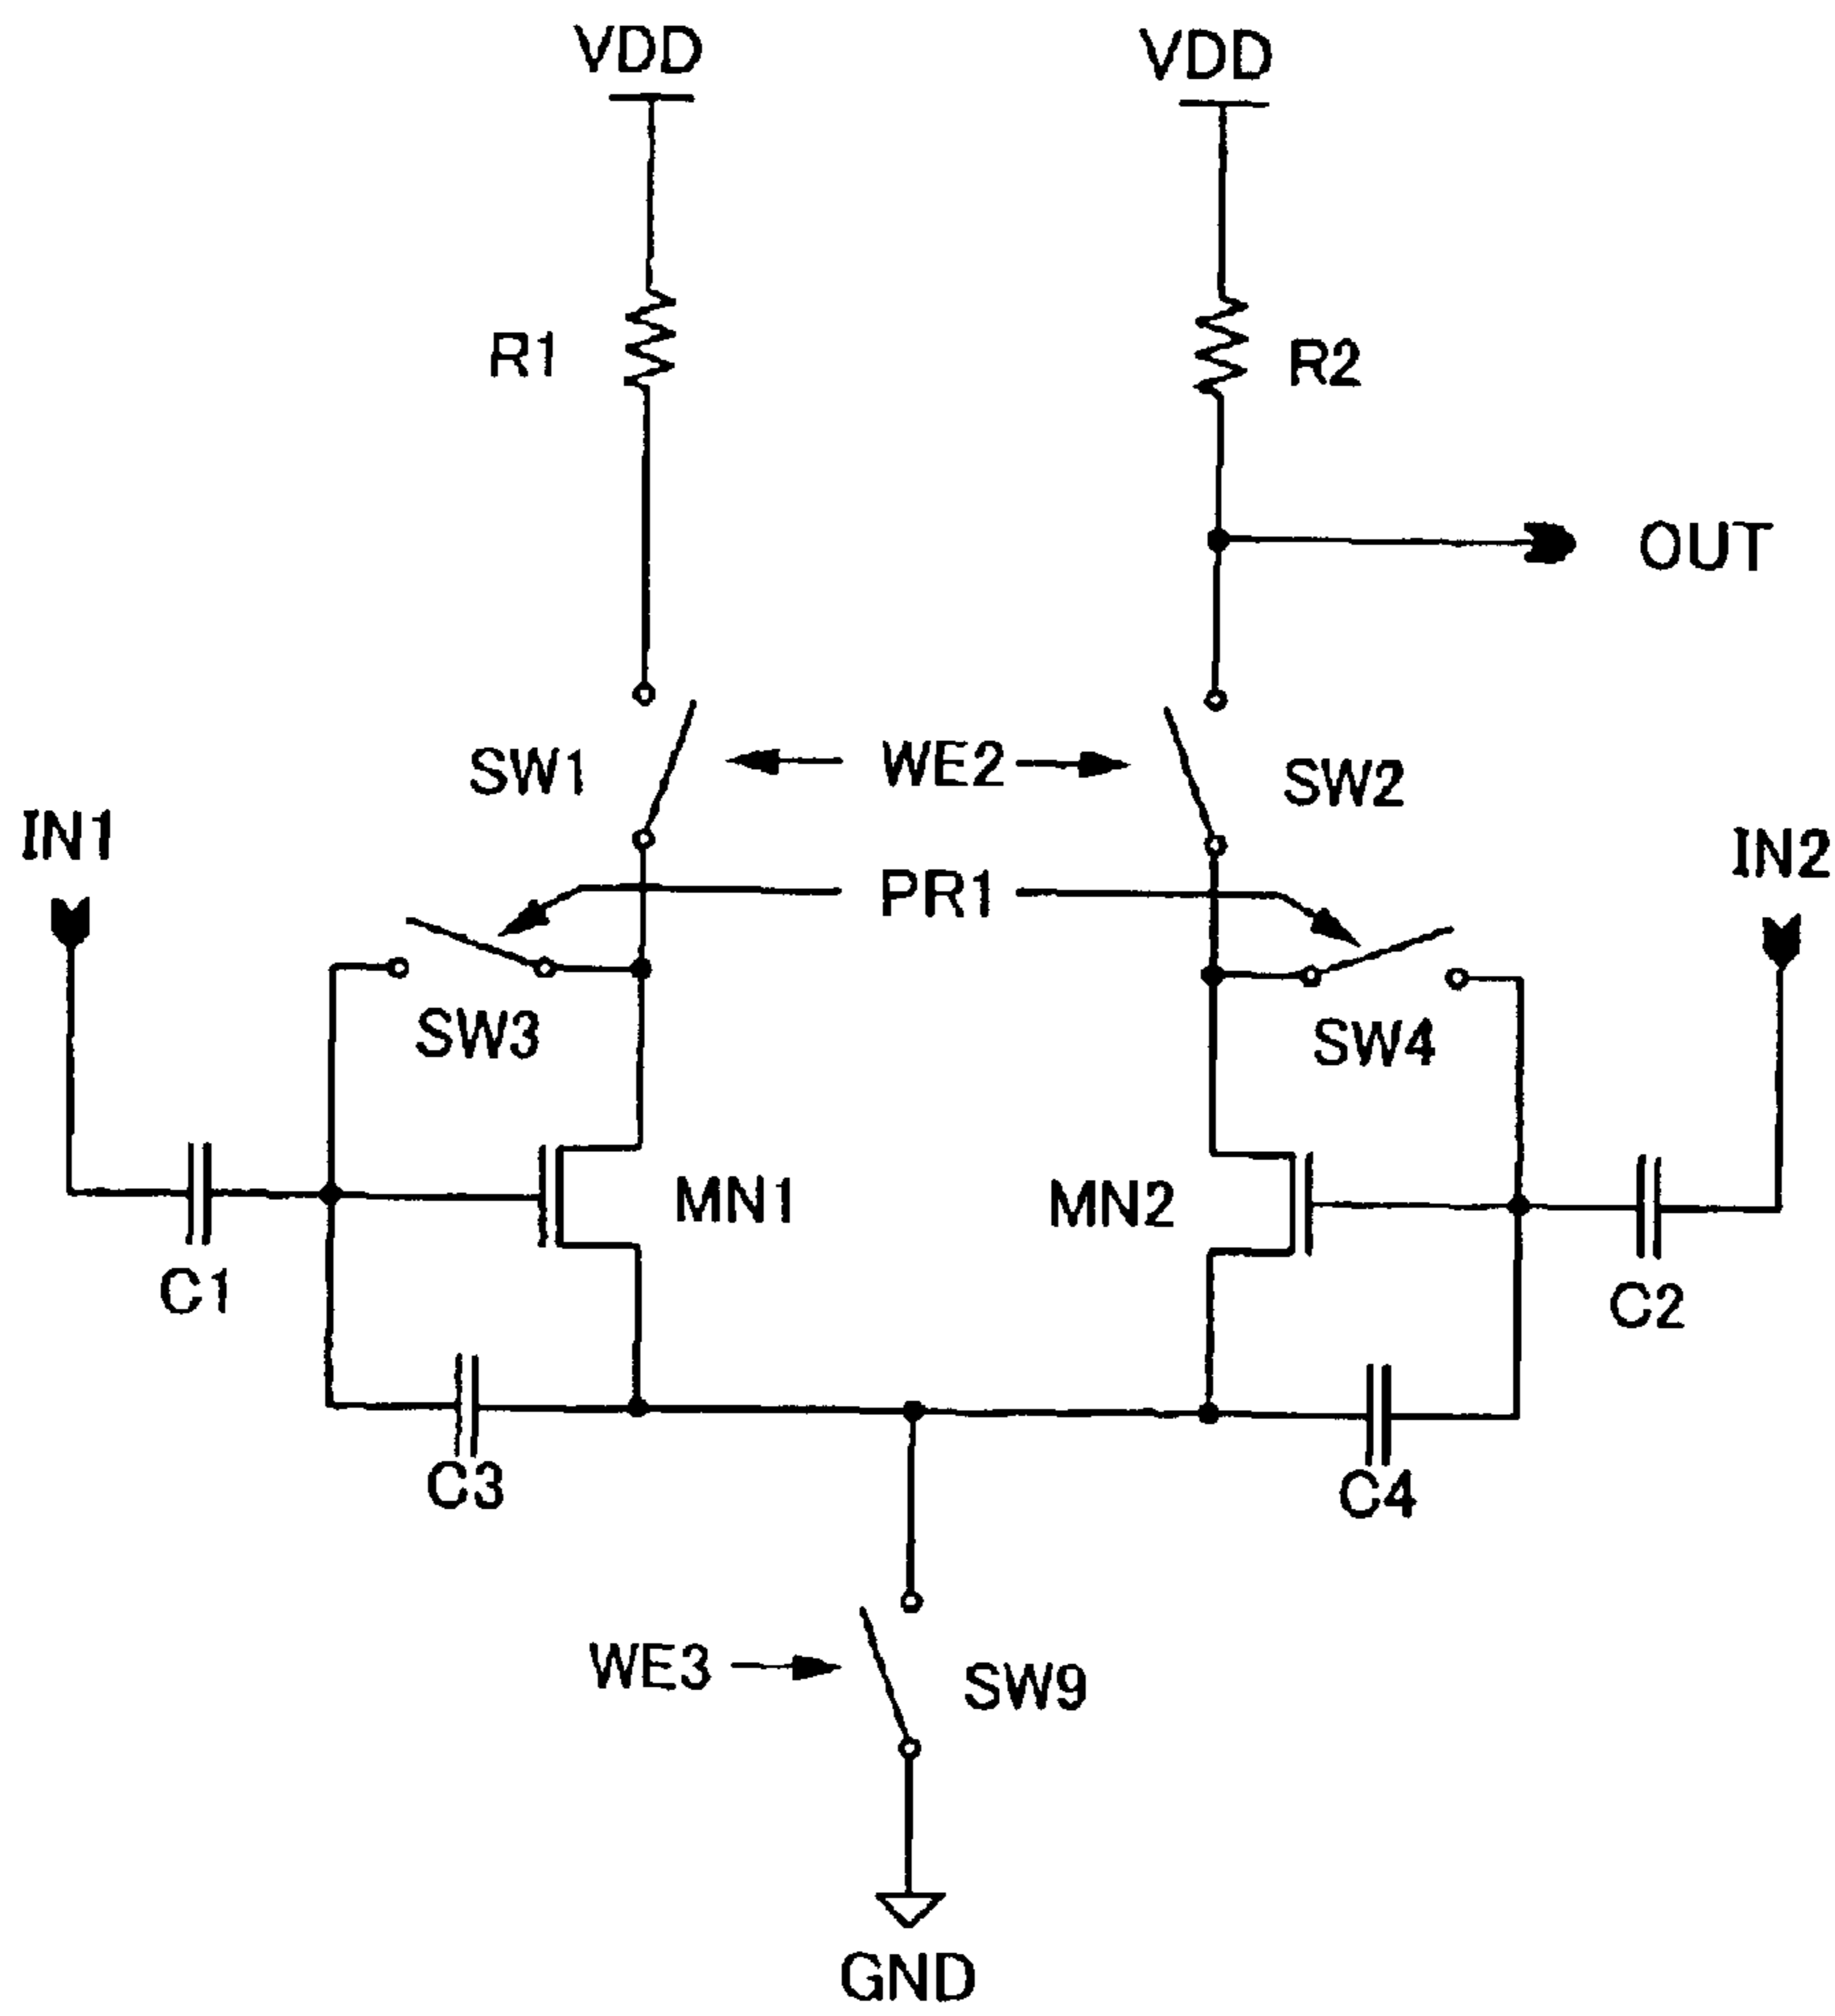 VDD
VDD
R1
R2
OUT
SW1
WE2
SW2
IN1
IN2
PR1
SW3
SW4
MN1
MN2
C1
C2
C3
C4
WE3
SW9
GND